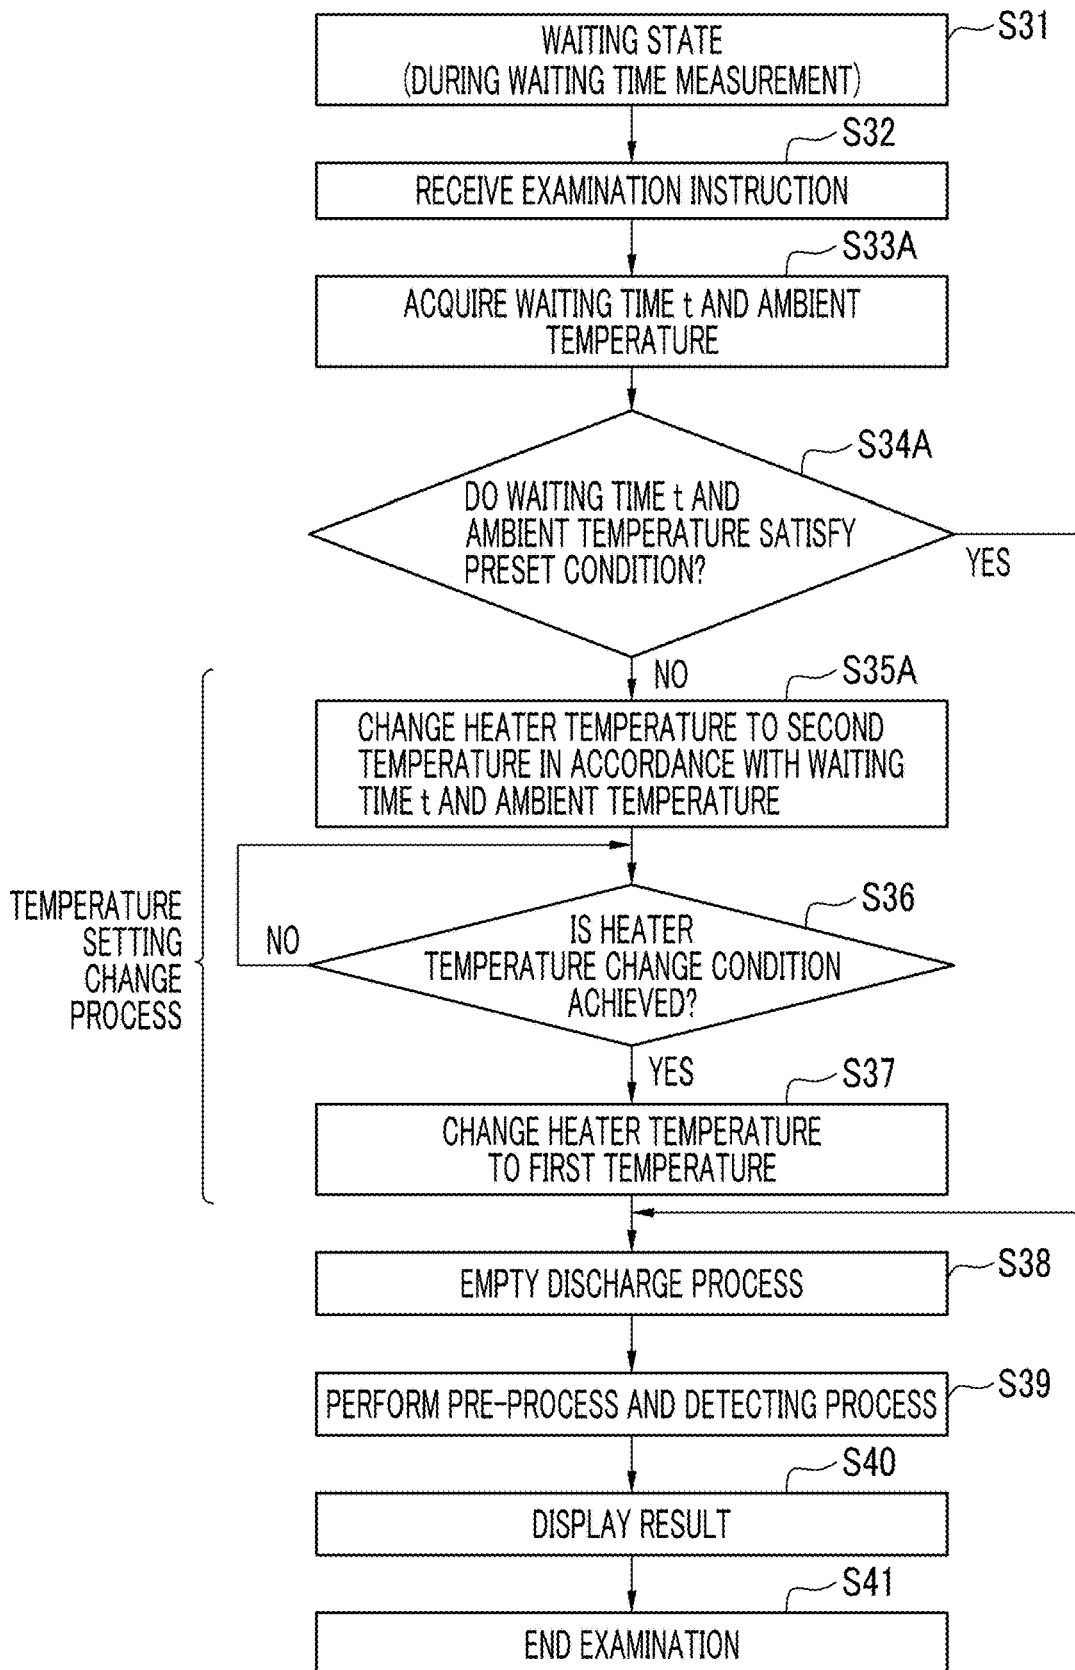 S31
WAITING STATE
(DURING WAITING TIME MEASUREMENT)
S32
RECEIVE EXAMINATION INSTRUCTION
S33A
ACQUIRE WAITING TIME t AND AMBIENT
TEMPERATURE
S34A
DO WAITING TIME t AND
AMBIENT TEMPERATURE SATISFY
PRESET CONDITION?
YES
NO
S35A
CHANGE HEATER TEMPERATURE TO SECOND
TEMPERATURE IN ACCORDANCE WITH WAITING
TIME t AND AMBIENT TEMPERATURE
TEMPERATURE
SETTING
CHANGE
PROCESS
S36
NO
IS HEATER
TEMPERATURE CHANGE CONDITION
ACHIEVED?
YES
S37
CHANGE HEATER TEMPERATURE
TO FIRST TEMPERATURE
S38
EMPTY DISCHARGE PROCESS
S39
PERFORM PRE-PROCESS AND DETECTING PROCESS
S40
DISPLAY RESULT
S41
END EXAMINATION